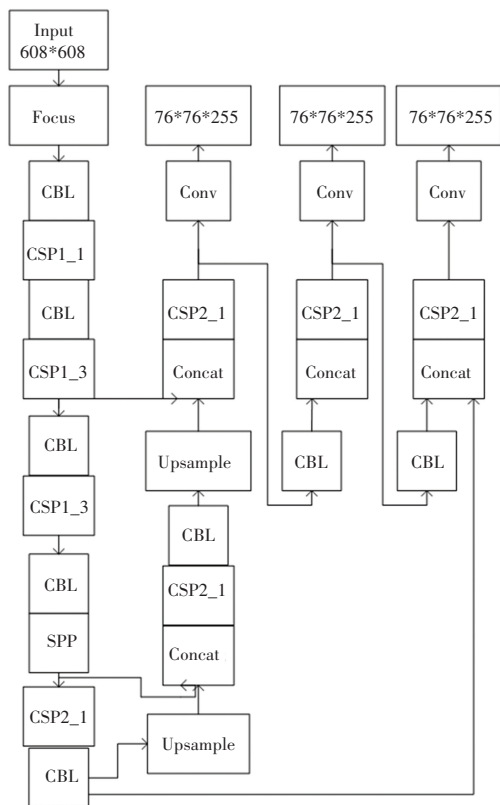 Input
608*608
Focus
CBL
CSP1_1
CBL
CSP1_3
CBL
CSP1_3
CBL
SPP
CSP2_1
CBL
76*76*255
Conv
CSP2_1
Concat
Upsample
CBL
CSP2_1
Concat
Upsample
76*76*255
Conv
CSP2_1
Concat
CBL
76*76*255
Conv
CSP2_1
Concat
CBL